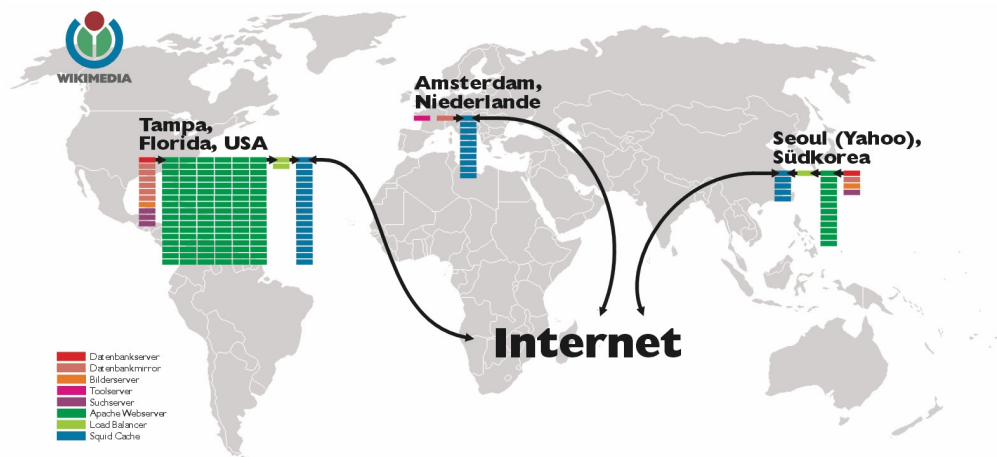 WIKIMEDIA
Amsterdam,
Niederlande
Tampa,
Florida, USA
Seoul (Yahoo),
Südkorea
Internet
Datenbankserver
Datenbankmirror
Bilderserver
Toolserver
Suchserver
Apache Webserver
Load Balancer
Squid Cache